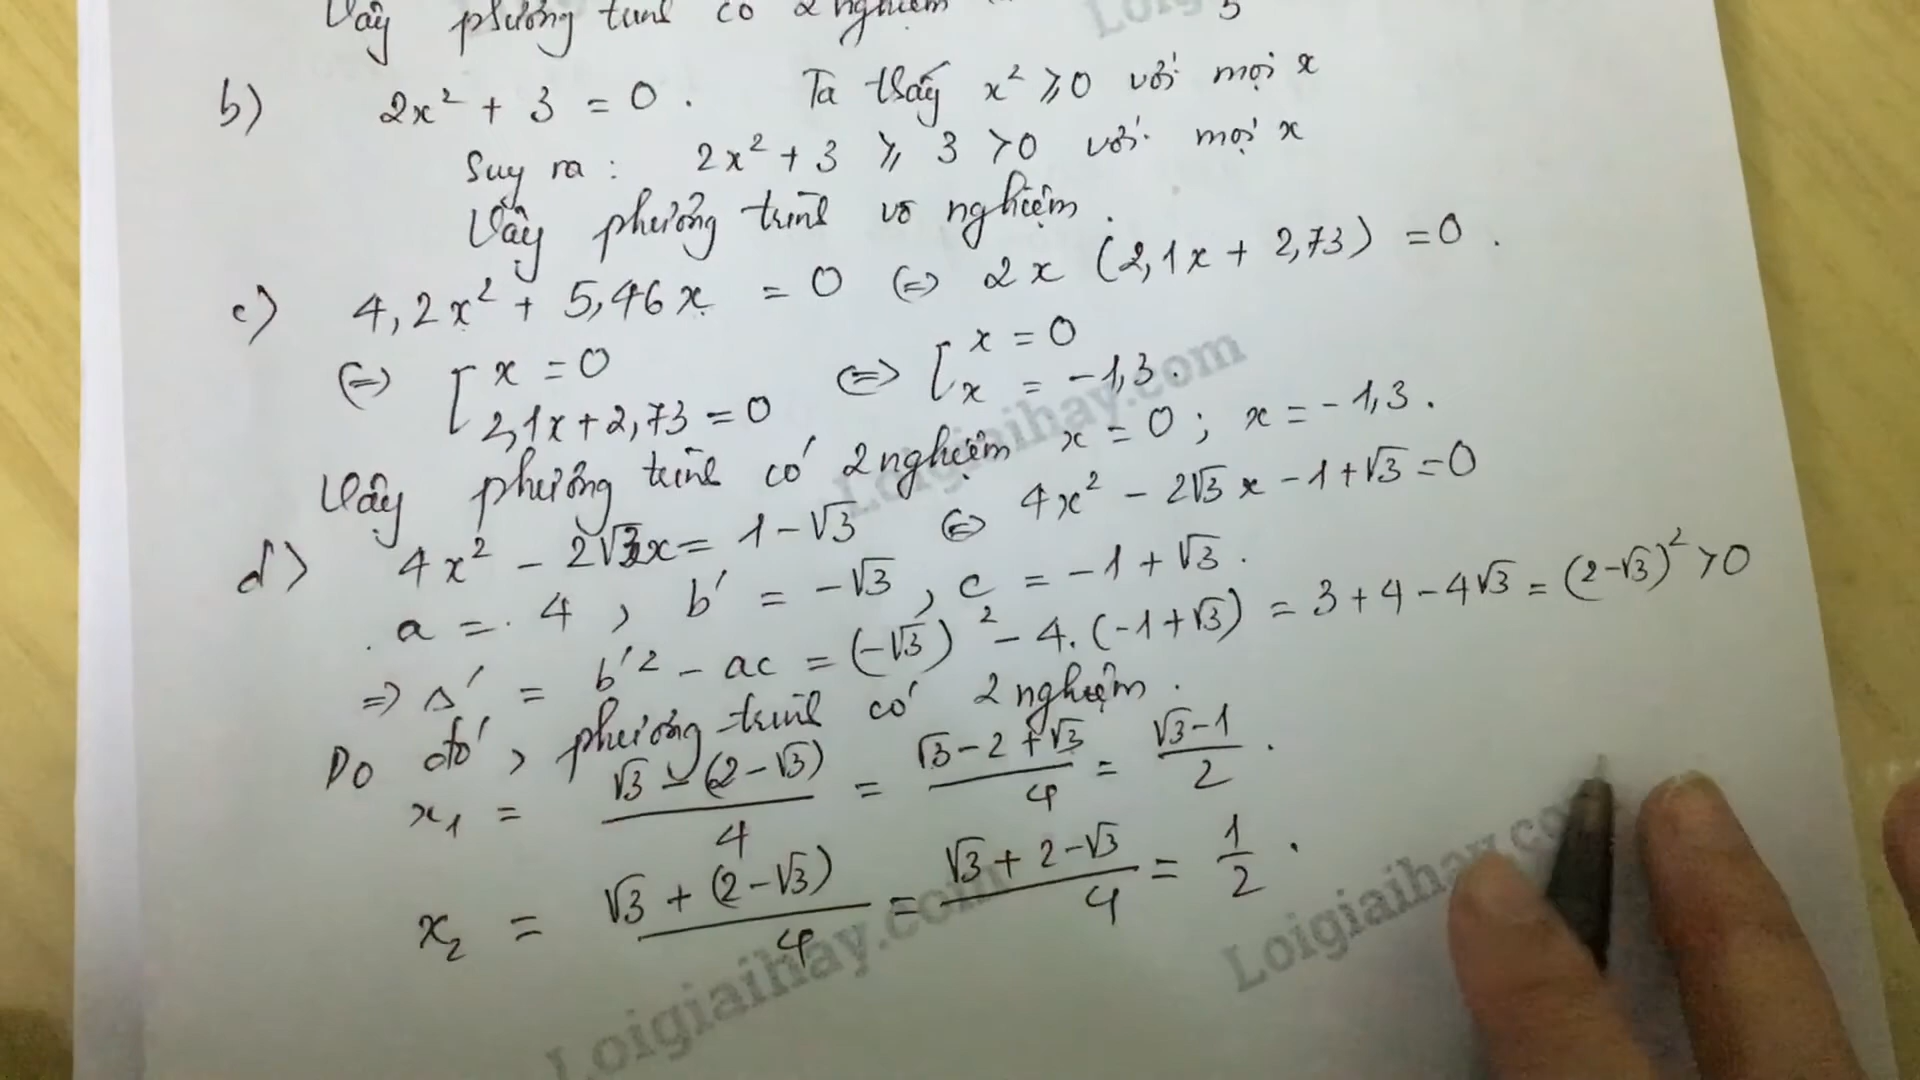 Vậy phương trình có 2 nghiệm
5
b) 2x² + 3 = 0 . Ta thấy x² ⩾ 0 với mọi x
Suy ra : 2x² + 3 ⩾ 3 > 0 với mọi x
Vậy phương trình vô nghiệm .
c) 4,2x² + 5,46x = 0 (=) 2x (2,1x + 2,73) = 0 .
(=) [ x = 0 (=) [ x = 0
2,1x + 2,73 = 0 x = -1,3 .
Vậy phương trình có 2 nghiệm x = 0 ; x = -1,3 .
d) 4x² - 2√3x = 1 - √3 (=) 4x² - 2√3x - 1 + √3 = 0
a = 4 , b' = -√3 , c = -1 + √3 .
=) Δ' = b'² - ac = (-√3)² - 4.(-1+√3) = 3 + 4 - 4√3 = (2-√3)² > 0
Do đó , phương trình có 2 nghiệm .
x₁ = (√3 - (2-√3))/4 = (√3 - 2 + √3)/4 = (√3 - 1)/2 .
x₂ = (√3 + (2-√3))/4 = (√3 + 2 - √3)/4 = 1/2 .
Loigiaihay.com
Loigiaihay.com
Loigiaihay.com